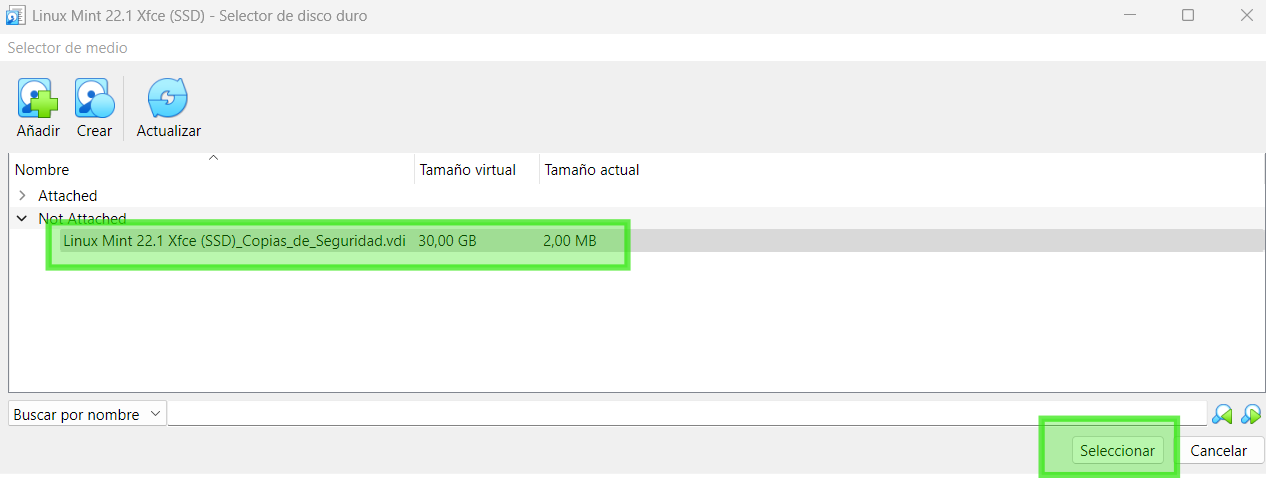 Linux Mint 22.1 Xfce (SSD) - Selector de disco duro
Selector de medio
Añadir Crear Actualizar
Nombre Tamaño virtual Tamaño actual
Attached
Not Attached
Linux Mint 22.1 Xfce (SSD)_Copias_de_Seguridad.vdi 30,00 GB 2,00 MB
Buscar por nombre
Seleccionar Cancelar